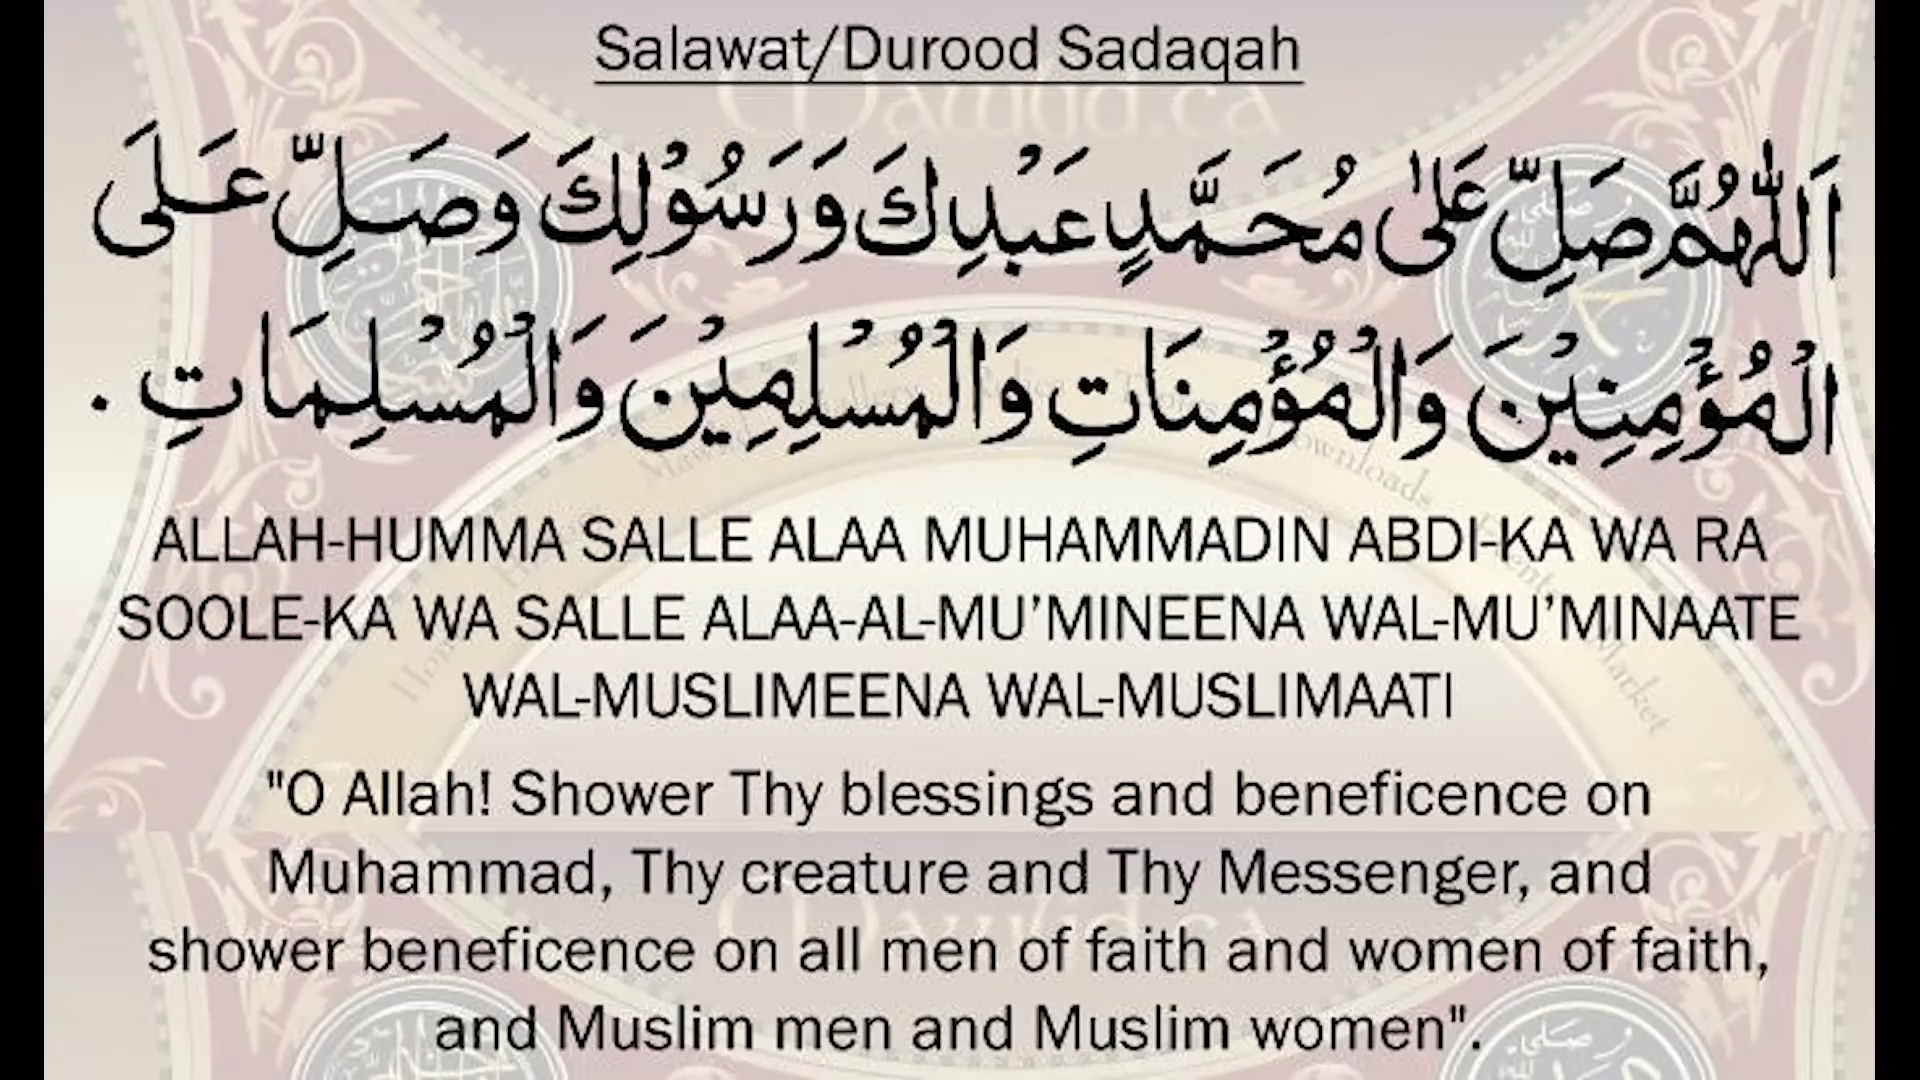 Salawat/Durood Sadaqah
اَللّٰهُمَّ صَلِّ عَلٰى مُحَمَّدٍ عَبْدِكَ وَرَسُوْلِكَ وَصَلِّ عَلَى
الْمُؤْمِنِيْنَ وَالْمُؤْمِنَاتِ وَالْمُسْلِمِيْنَ وَالْمُسْلِمَاتِ .
ALLAH-HUMMA SALLE ALAA MUHAMMADIN ABDI-KA WA RA
SOOLE-KA WA SALLE ALAA-AL-MU’MINEENA WAL-MU’MINAATE
WAL-MUSLIMEENA WAL-MUSLIMAATI
"O Allah! Shower Thy blessings and beneficence on
Muhammad, Thy creature and Thy Messenger, and
shower beneficence on all men of faith and women of faith,
and Muslim men and Muslim women".